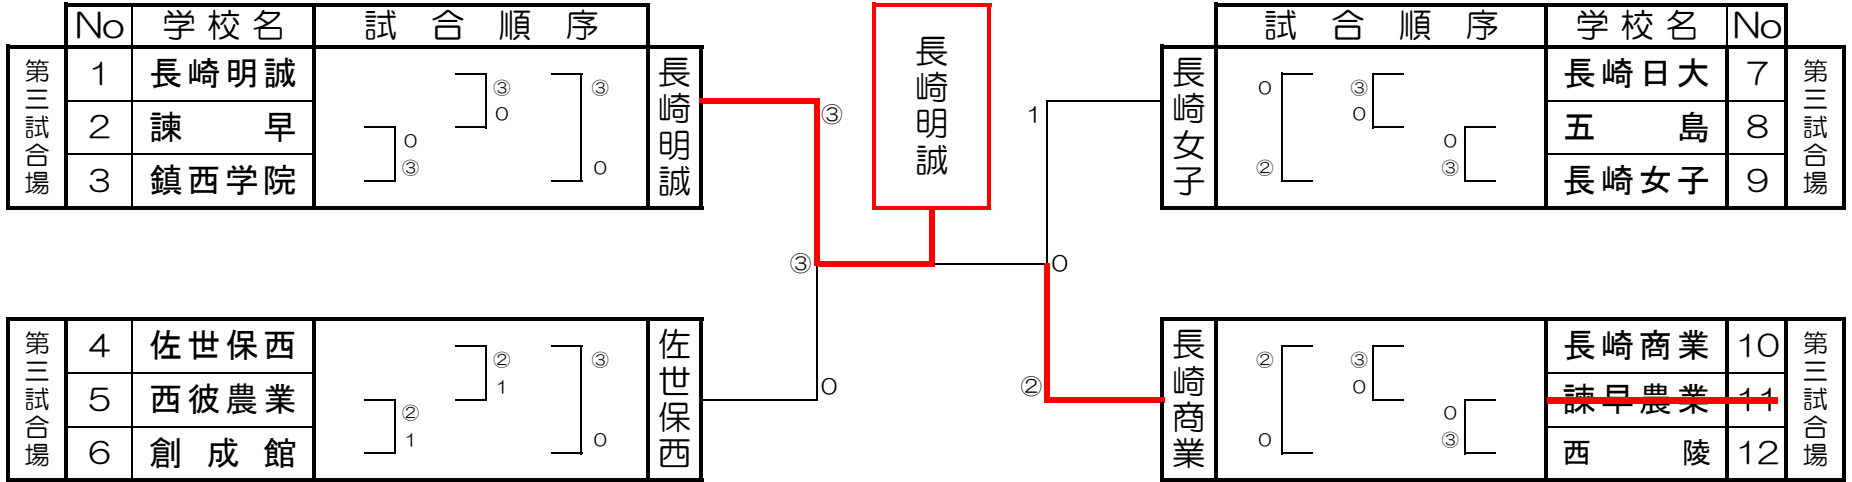 No 学校名 試合順序
第三試合場
1 長崎明誠
2 諫早
3 鎮西学院
③
0
0
③
③
0
長崎明誠
③
長崎明誠
1
試合順序 学校名 No
長崎女子
0
②
③
0
0
③
長崎日大 7
五島 8
長崎女子 9
第三試合場
③
0
第三試合場
4 佐世保西
5 西彼農業
6 創成館
②
1
②
1
③
0
佐世保西
0
②
長崎商業
②
0
③
0
0
③
長崎商業 10
諫早農業 11
西陵 12
第三試合場